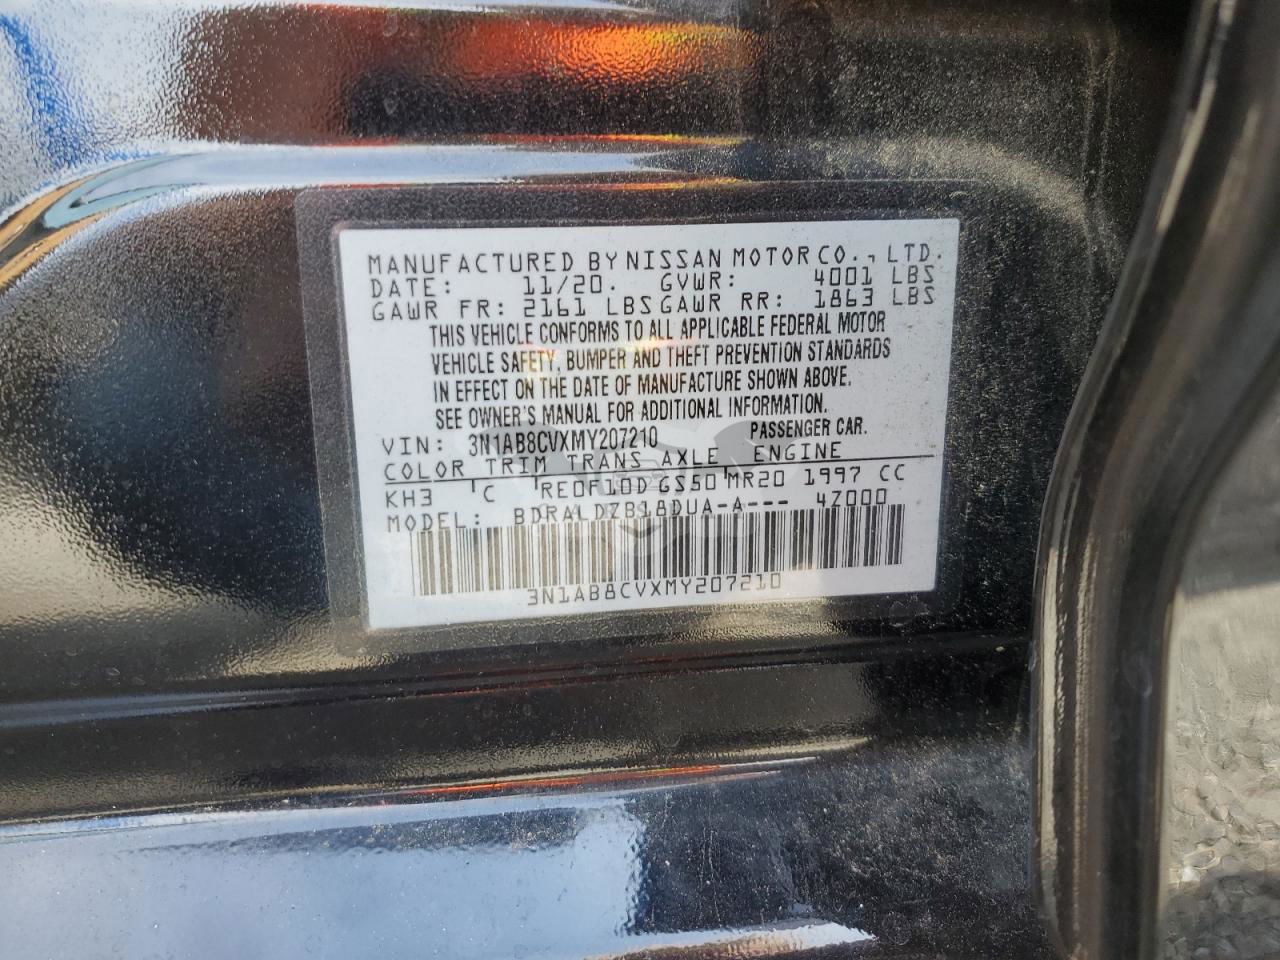 MANUFACTURED BY NISSAN MOTOR CO., LTD.
DATE: 11/20. GVWR: 4001 LBS
GAWR FR: 2161 LBS GAWR RR: 1863 LBS
THIS VEHICLE CONFORMS TO ALL APPLICABLE FEDERAL MOTOR
VEHICLE SAFETY, BUMPER AND THEFT PREVENTION STANDARDS
IN EFFECT ON THE DATE OF MANUFACTURE SHOWN ABOVE.
SEE OWNER'S MANUAL FOR ADDITIONAL INFORMATION.
VIN: 3N1AB8CVXMY207210 PASSENGER CAR.
COLOR TRIM TRANS AXLE ENGINE
KH3 C RE0F10D GS50 MR20 1997 CC
MODEL: BDRALDZB18DUA-A--- 4Z000
3N1AB8CVXMY207210